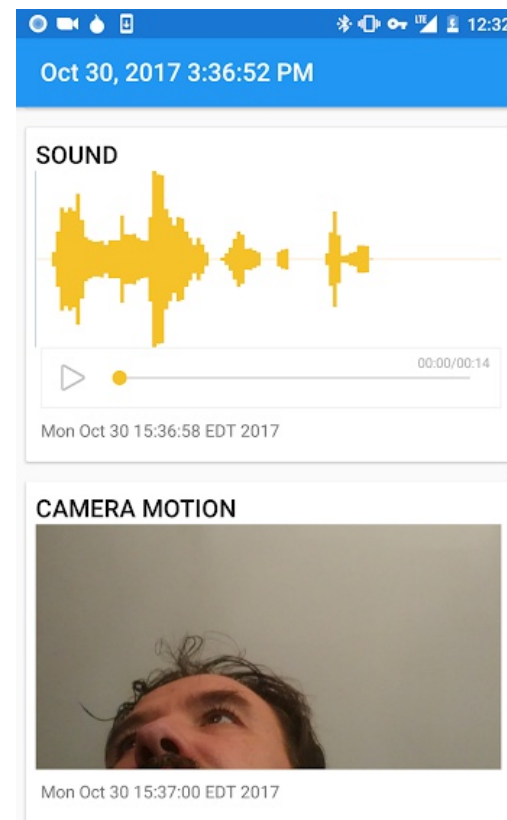 12:32
Oct 30, 2017 3:36:52 PM
SOUND
00:00/00:14
Mon Oct 30 15:36:58 EDT 2017
CAMERA MOTION
Mon Oct 30 15:37:00 EDT 2017